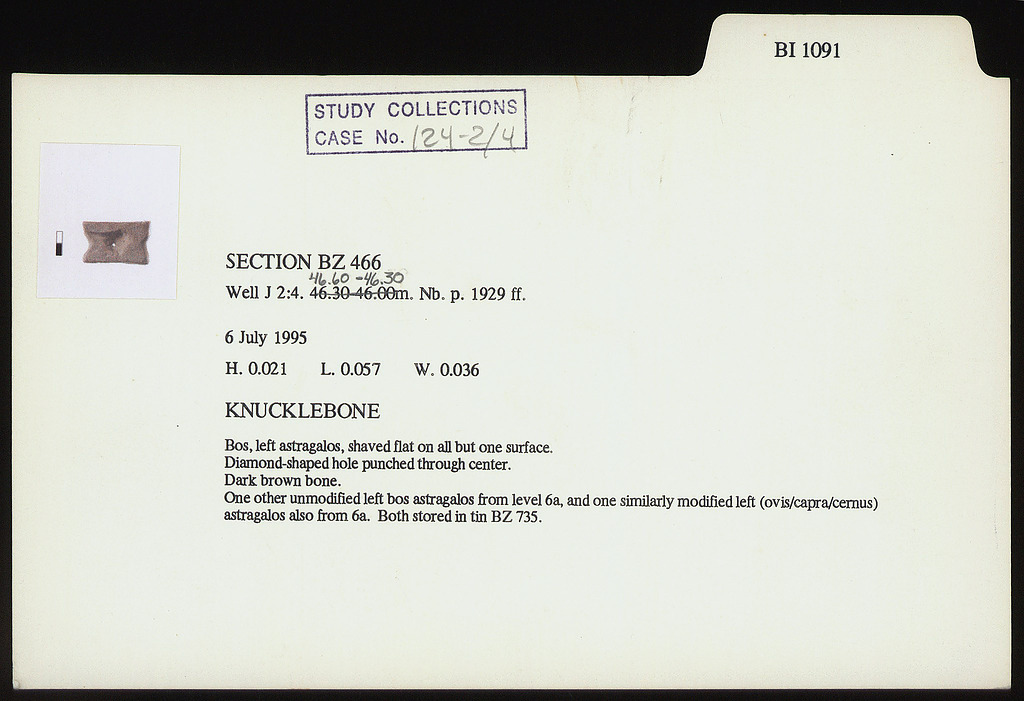 BI 1091
STUDY COLLECTIONS
CASE No. 124-2/4
SECTION BZ 466
46.60-46.30
Well J 2:4. 46.30-46.00m. Nb. p. 1929 ff.
6 July 1995
H. 0.021 L. 0.057 W. 0.036
KNUCKLEBONE
Bos, left astragalos, shaved flat on all but one surface.
Diamond-shaped hole punched through center.
Dark brown bone.
One other unmodified left bos astragalos from level 6a, and one similarly modified left (ovis/capra/cernus)
astragalos also from 6a. Both stored in tin BZ 735.